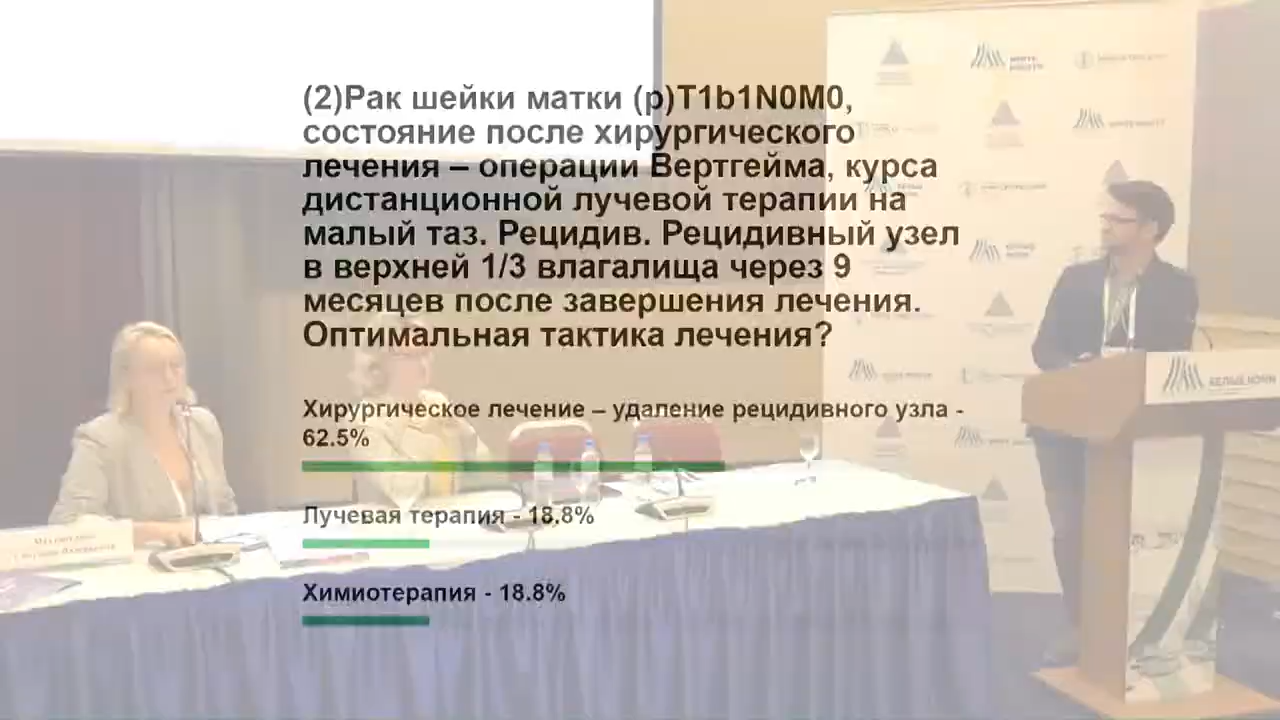 (2)Рак шейки матки (р)T1b1N0M0,
состояние после хирургического
лечения – операции Вертгейма, курса
дистанционной лучевой терапии на
малый таз. Рецидив. Рецидивный узел
в верхней 1/3 влагалища через 9
месяцев после завершения лечения.
Оптимальная тактика лечения?
Хирургическое лечение – удаление рецидивного узла -
62.5%
Лучевая терапия - 18.8%
Химиотерапия - 18.8%
БЕЛЫЕ НОЧИ